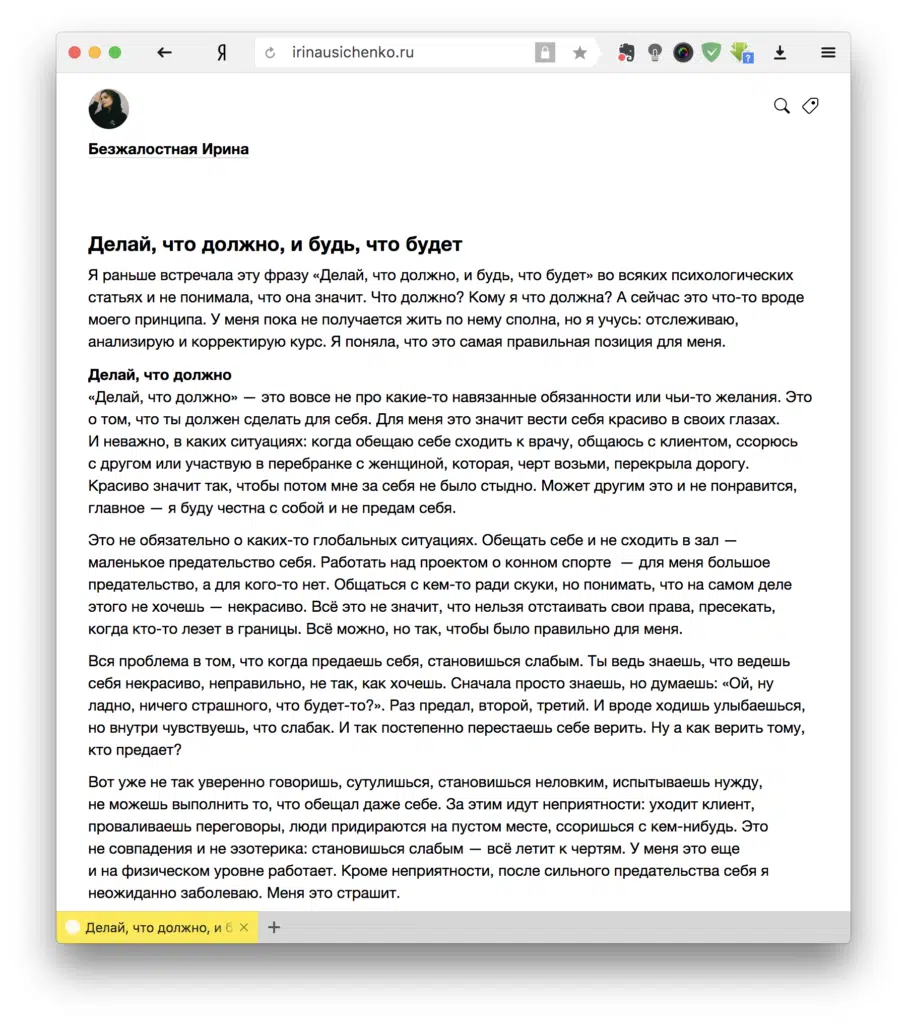 Я
irinausichenko.ru
Безжалостная Ирина
Делай, что должно, и будь, что будет
Я раньше встречала эту фразу «Делай, что должно, и будь, что будет» во всяких психологических
статьях и не понимала, что она значит. Что должно? Кому я что должна? А сейчас это что-то вроде
моего принципа. У меня пока не получается жить по нему сполна, но я учусь: отслеживаю,
анализирую и корректирую курс. Я поняла, что это самая правильная позиция для меня.
Делай, что должно
«Делай, что должно» — это вовсе не про какие-то навязанные обязанности или чьи-то желания. Это
о том, что ты должен сделать для себя. Для меня это значит вести себя красиво в своих глазах.
И неважно, в каких ситуациях: когда обещаю себе сходить к врачу, общаюсь с клиентом, ссорюсь
с другом или участвую в перебранке с женщиной, которая, черт возьми, перекрыла дорогу.
Красиво значит так, чтобы потом мне за себя не было стыдно. Может другим это и не понравится,
главное — я буду честна с собой и не предам себя.
Это не обязательно о каких-то глобальных ситуациях. Обещать себе и не сходить в зал —
маленькое предательство себя. Работать над проектом о конном спорте — для меня большое
предательство, а для кого-то нет. Общаться с кем-то ради скуки, но понимать, что на самом деле
этого не хочешь — некрасиво. Всё это не значит, что нельзя отстаивать свои права, пресекать,
когда кто-то лезет в границы. Всё можно, но так, чтобы было правильно для меня.
Вся проблема в том, что когда предаешь себя, становишься слабым. Ты ведь знаешь, что ведешь
себя некрасиво, неправильно, не так, как хочешь. Сначала просто знаешь, но думаешь: «Ой, ну
ладно, ничего страшного, что будет-то?». Раз предал, второй, третий. И вроде ходишь улыбаешься,
но внутри чувствуешь, что слабак. И так постепенно перестаешь себе верить. Ну а как верить тому,
кто предает?
Вот уже не так уверенно говоришь, сутулишься, становишься неловким, испытываешь нужду,
не можешь выполнить то, что обещал даже себе. За этим идут неприятности: уходит клиент,
проваливаешь переговоры, люди придираются на пустом месте, ссоришься с кем-нибудь. Это
не совпадения и не эзотерика: становишься слабым — всё летит к чертям. У меня это еще
и на физическом уровне работает. Кроме неприятности, после сильного предательства себя я
неожиданно заболеваю. Меня это страшит.
Делай, что должно, и б